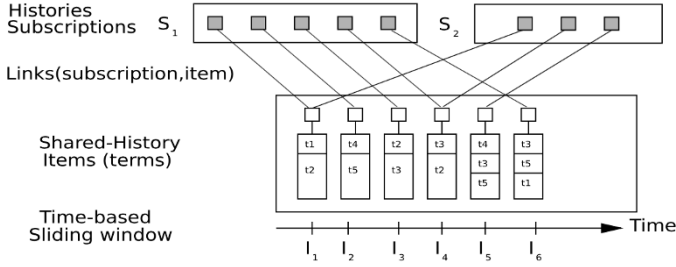 Histories
Subscriptions
S1
S2
Links(subscription,item)
Shared-History
Items (terms)
t1 t4 t2 t3 t4 t3
t2 t5 t3 t2 t3 t5
t5 t1
Time-based
Sliding window
Time
I1 I2 I3 I4 I5 I6